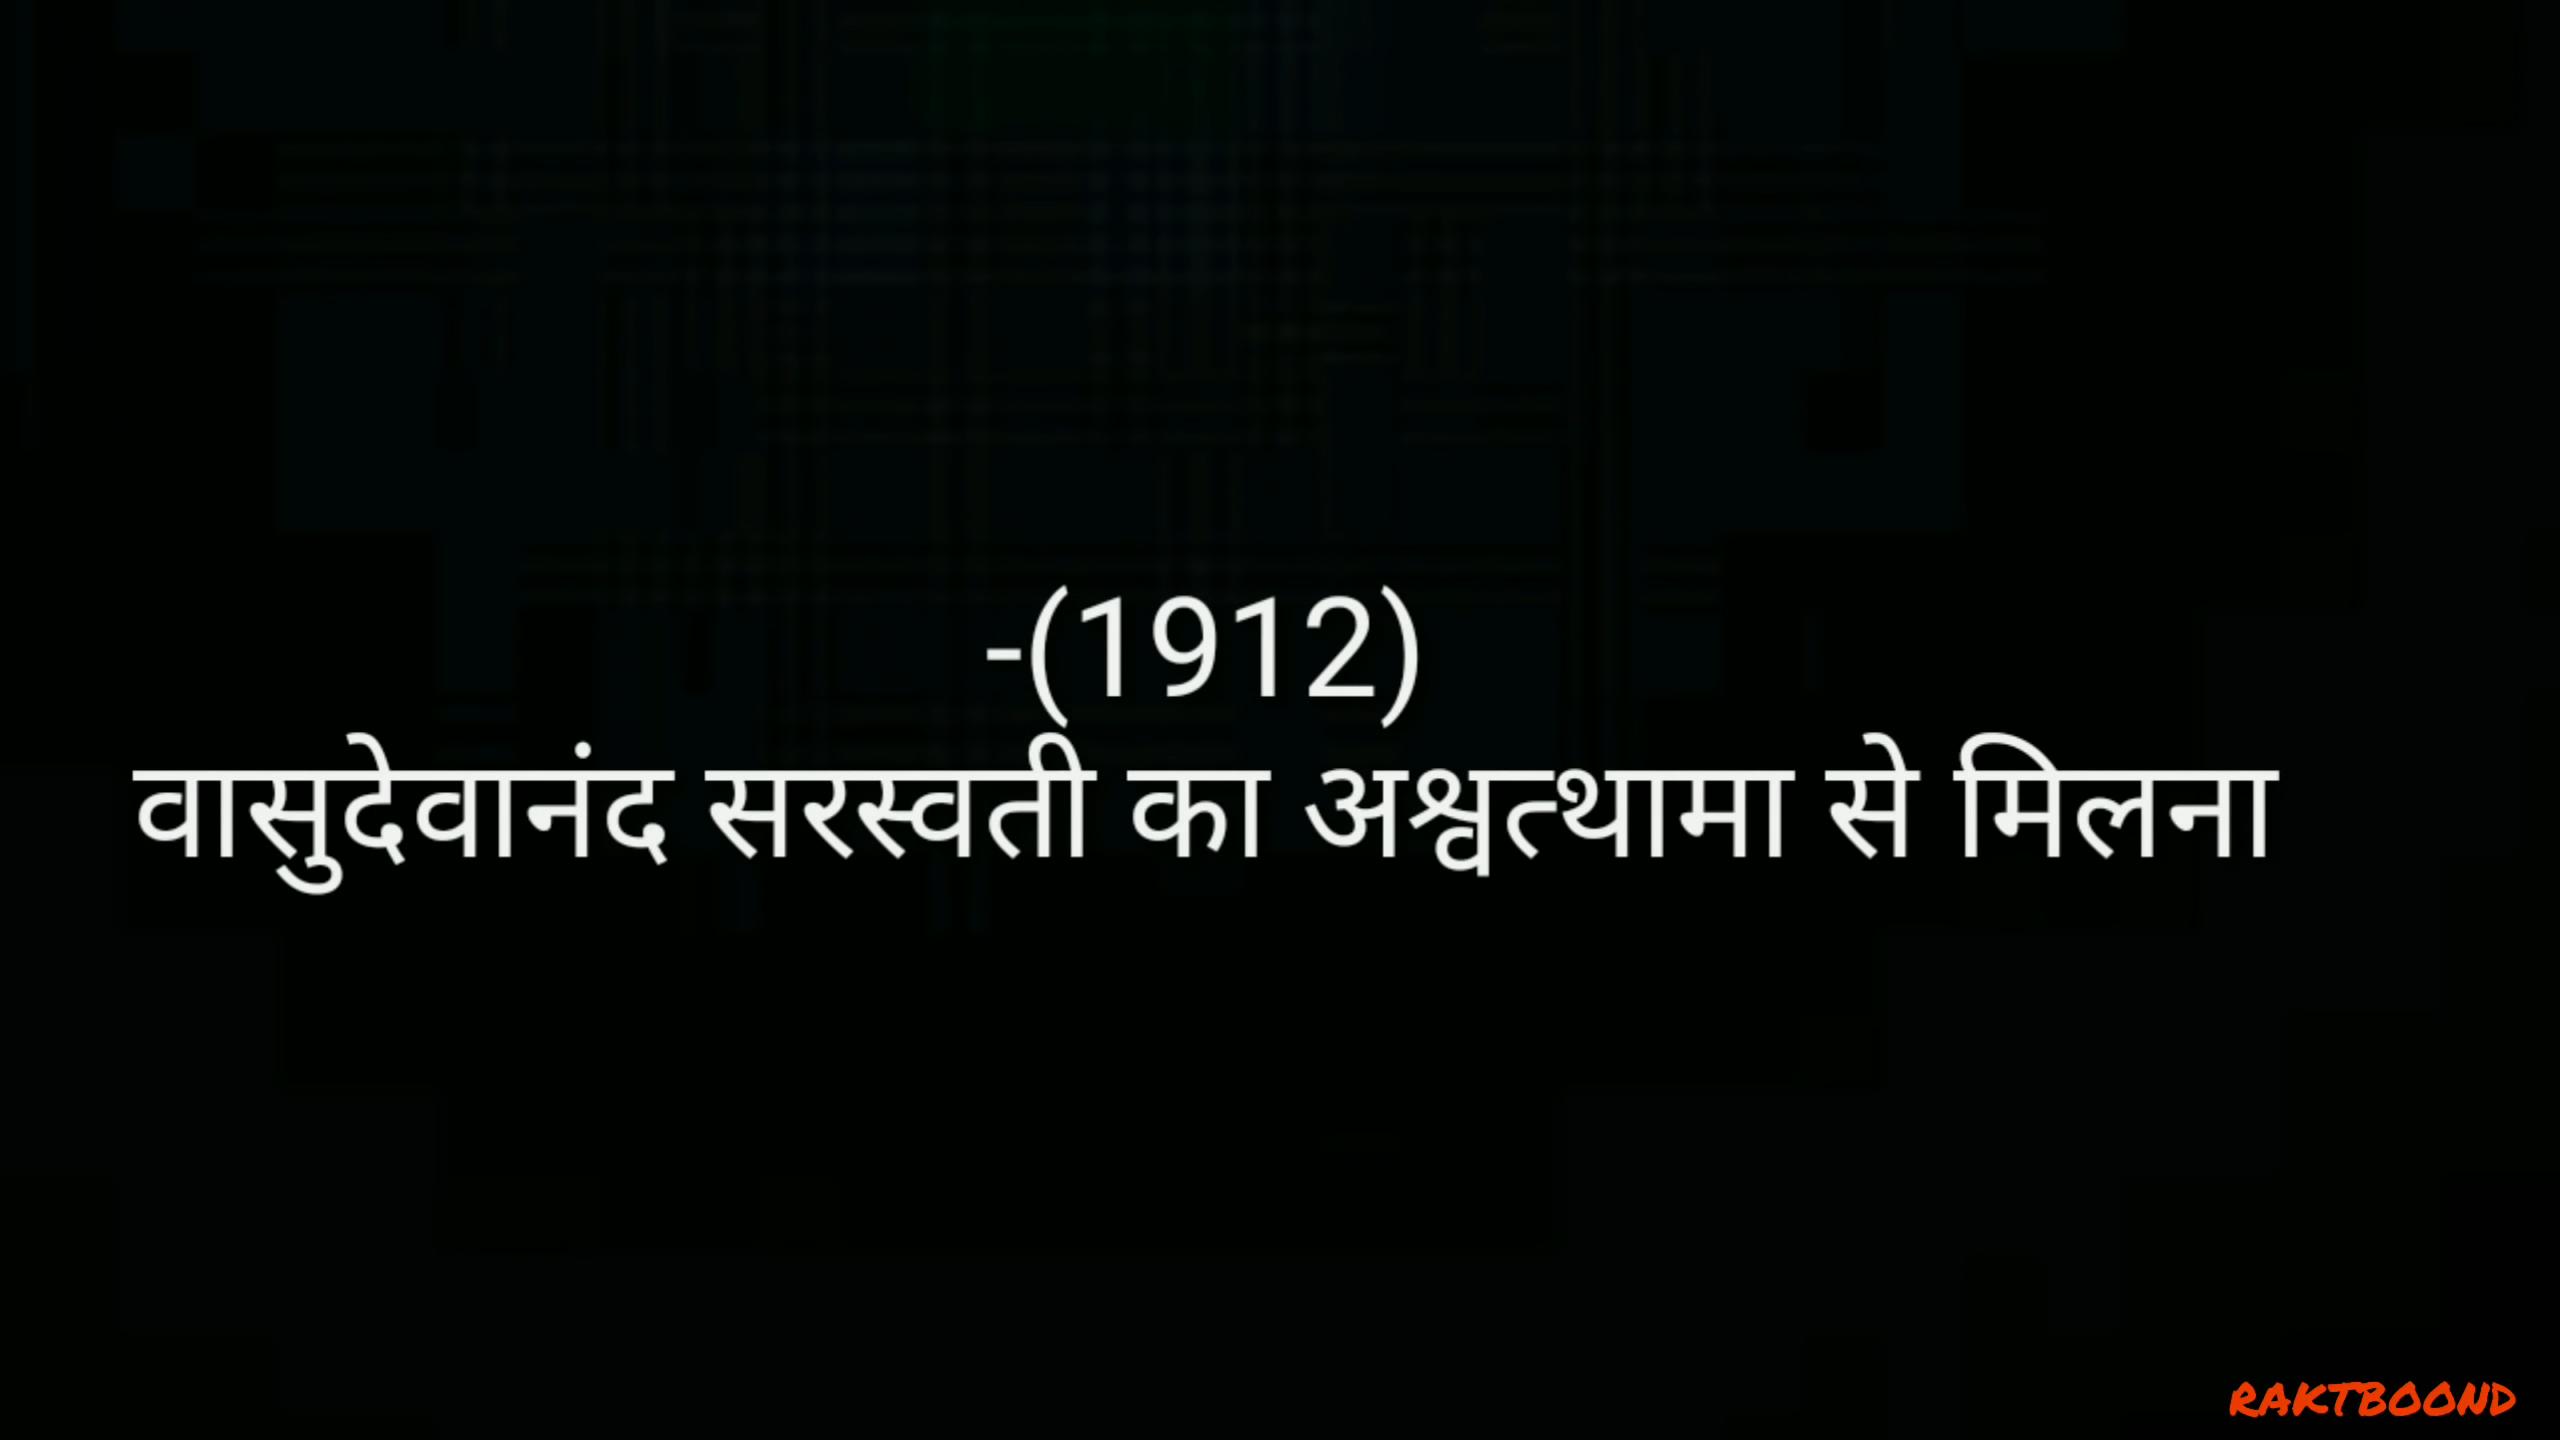 -(1912)
वासुदेवानंद सरस्वती का अश्वत्थामा से मिलना
RAKTBOOND